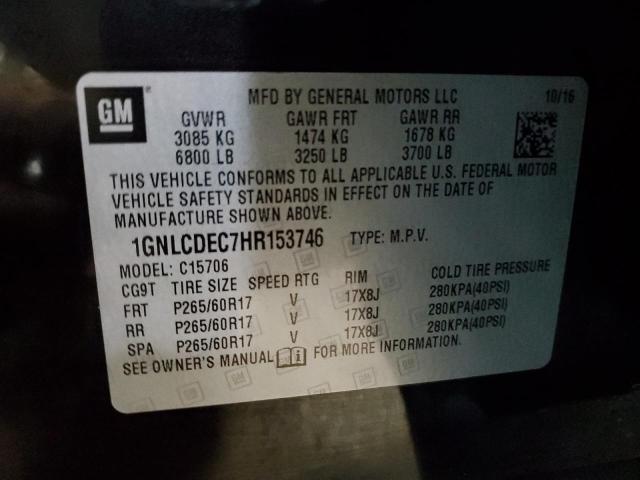 GM
MFD BY GENERAL MOTORS LLC 10/16
GVWR GAWR FRT GAWR RR
3085 KG 1474 KG 1678 KG
6800 LB 3250 LB 3700 LB
THIS VEHICLE CONFORMS TO ALL APPLICABLE U.S. FEDERAL MOTOR
VEHICLE SAFETY STANDARDS IN EFFECT ON THE DATE OF
MANUFACTURE SHOWN ABOVE.
1GNLCDEC7HR153746 TYPE: M.P.V.
MODEL: C15706
CG9T TIRE SIZE SPEED RTG RIM COLD TIRE PRESSURE
FRT P265/60R17 V 17X8J 280KPA(40PSI)
RR P265/60R17 V 17X8J 280KPA(40PSI)
SPA P265/60R17 V 17X8J 280KPA(40PSI)
SEE OWNER'S MANUAL FOR MORE INFORMATION.